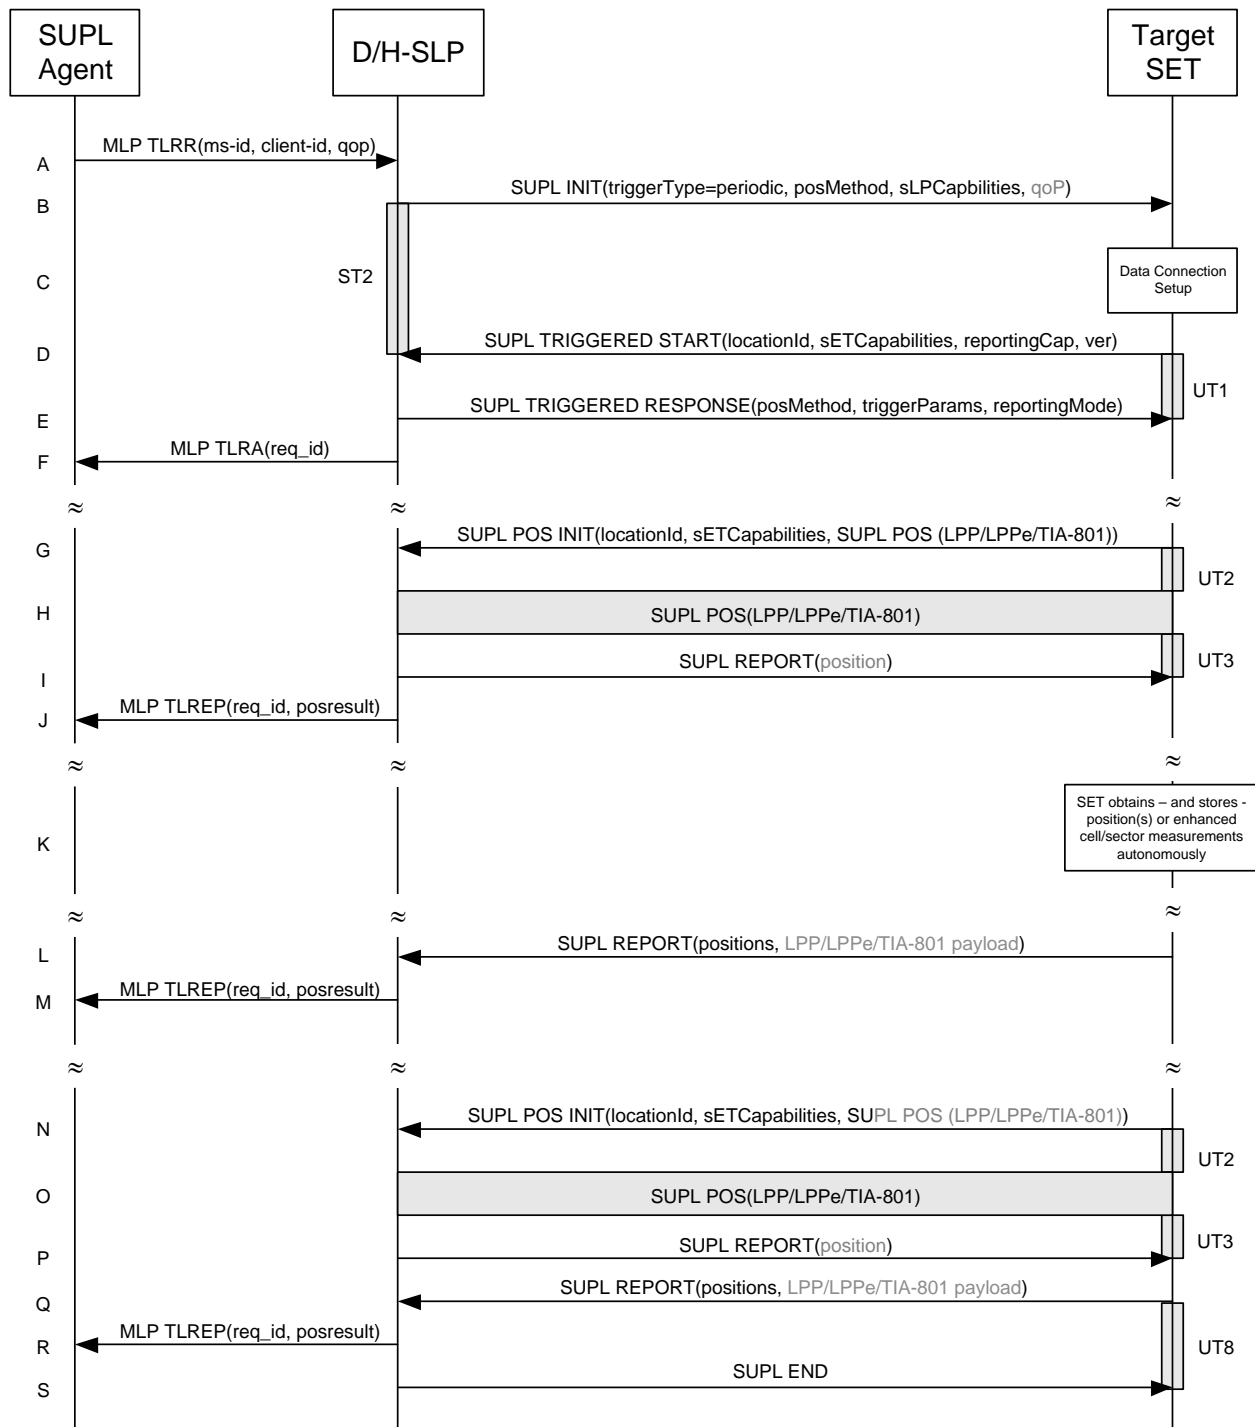 SUPL
Agent
D/H-SLP
Target
SET
A
MLP TLRR(ms-id, client-id, qop)
B
SUPL INIT(triggerType=periodic, posMethod, sLPCapbilities, qoP)
C
ST2
Data Connection
Setup
D
SUPL TRIGGERED START(locationId, sETCapabilities, reportingCap, ver)
UT1
E
SUPL TRIGGERED RESPONSE(posMethod, triggerParams, reportingMode)
F
MLP TLRA(req_id)
≈ ≈ ≈
G
SUPL POS INIT(locationId, sETCapabilities, SUPL POS (LPP/LPPe/TIA-801))
UT2
H
SUPL POS(LPP/LPPe/TIA-801)
I
SUPL REPORT(position)
UT3
J
MLP TLREP(req_id, posresult)
≈ ≈ ≈
K
SET obtains – and stores -
position(s) or enhanced
cell/sector measurements
autonomously
≈ ≈ ≈
L
SUPL REPORT(positions, LPP/LPPe/TIA-801 payload)
M
MLP TLREP(req_id, posresult)
≈ ≈ ≈
N
SUPL POS INIT(locationId, sETCapabilities, SUPL POS (LPP/LPPe/TIA-801))
UT2
O
SUPL POS(LPP/LPPe/TIA-801)
P
SUPL REPORT(position)
UT3
Q
SUPL REPORT(positions, LPP/LPPe/TIA-801 payload)
R
MLP TLREP(req_id, posresult)
UT8
S
SUPL END